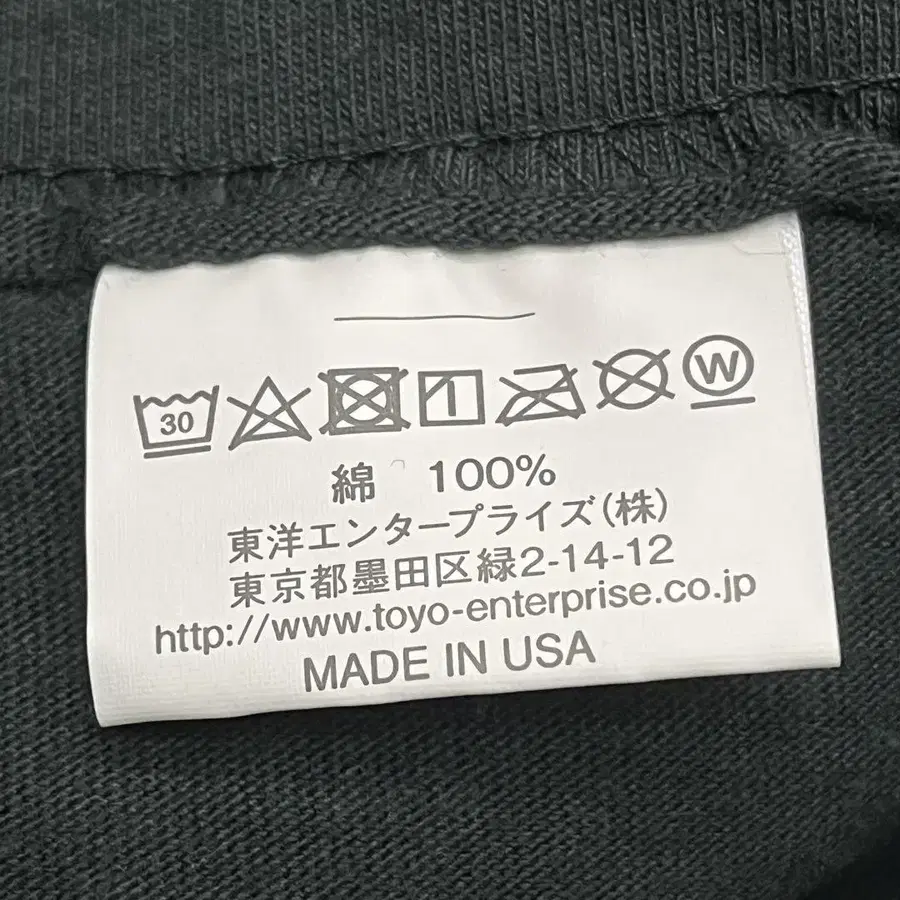 30
W
綿 100%
東洋エンタープライズ(株)
東京都墨田区緑2-14-12
http://www.toyo-enterprise.co.jp
MADE IN USA